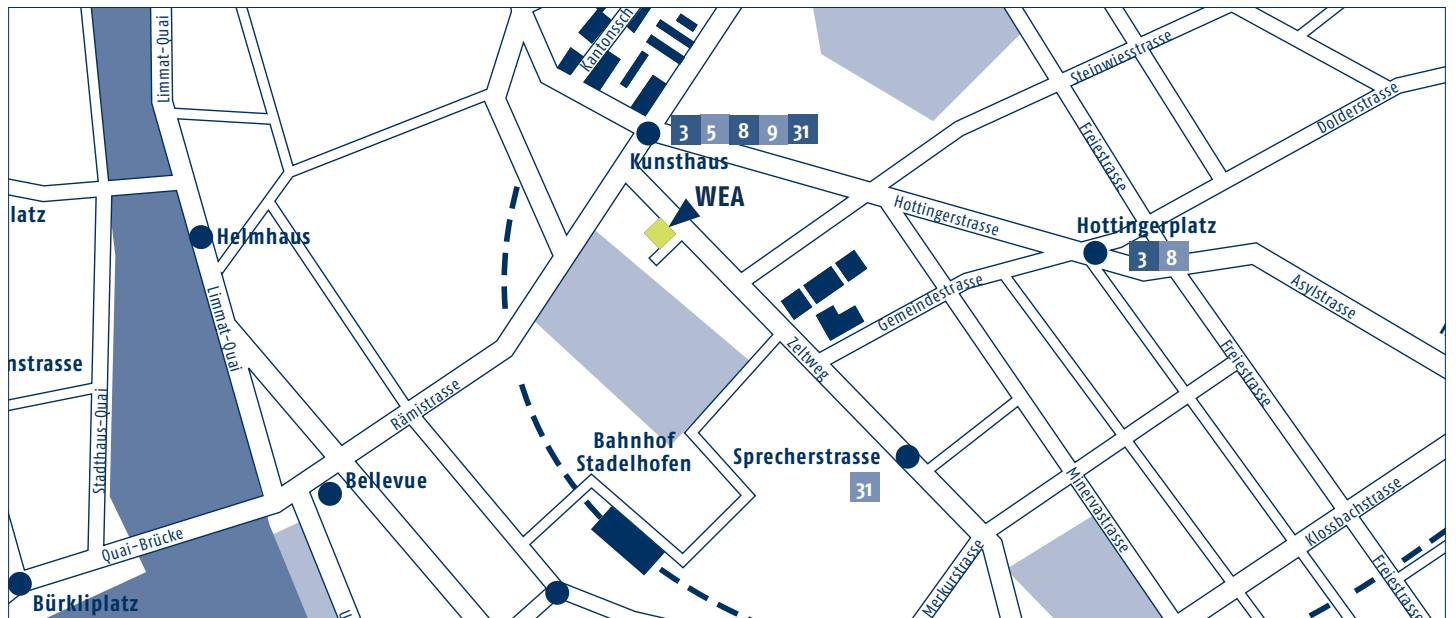 Limmat-Quai
Kantonssch
Steinwiesstrasse
Dolderstrasse
3 5 8 9 31
Kunsthaus
Freiestrasse
WEA
latz
Helmhaus
Hottingerstrasse
Hottingerplatz
3 8
Limmat-Quai
Gemeindestrasse
Asylstrasse
nstrasse
Zeltweg
Freiestrasse
Stadthaus-Quai
Rämistrasse
Bahnhof
Stadelhofen
Sprecherstrasse
31
Bellevue
Minervastrasse
Klossbachstrasse
Quai-Brücke
Merkurstrasse
Freiestrasse
Bürkliplatz
U